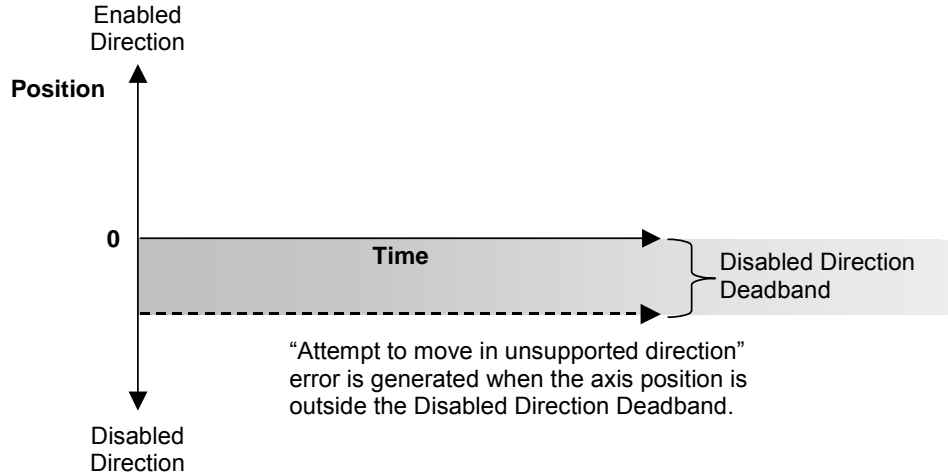 Enabled
Direction
Position
0
Time
Disabled Direction
Deadband
“Attempt to move in unsupported direction”
error is generated when the axis position is
outside the Disabled Direction Deadband.
Disabled
Direction